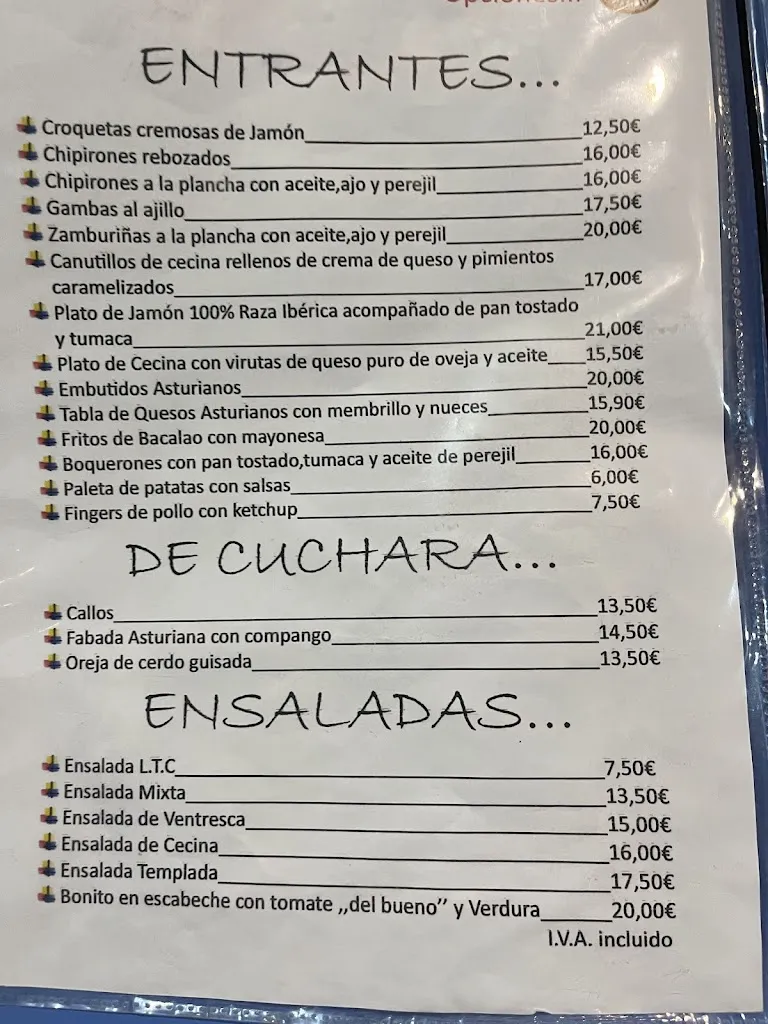 ENTRANTES...
Croquetas cremosas de Jamón 12,50€
Chipirones rebozados 16,00€
Chipirones a la plancha con aceite,ajo y perejil 16,00€
Gambas al ajillo 17,50€
Zamburiñas a la plancha con aceite,ajo y perejil 20,00€
Canutillos de cecina rellenos de crema de queso y pimientos
caramelizados 17,00€
Plato de Jamón 100% Raza Ibérica acompañado de pan tostado
y tumaca 21,00€
Plato de Cecina con virutas de queso puro de oveja y aceite 15,50€
Embutidos Asturianos 20,00€
Tabla de Quesos Asturianos con membrillo y nueces 15,90€
Fritos de Bacalao con mayonesa 20,00€
Boquerones con pan tostado,tumaca y aceite de perejil 16,00€
Paleta de patatas con salsas 6,00€
Fingers de pollo con ketchup 7,50€
DE CUCHARA...
Callos 13,50€
Fabada Asturiana con compango 14,50€
Oreja de cerdo guisada 13,50€
ENSALADAS...
Ensalada L.T.C 7,50€
Ensalada Mixta 13,50€
Ensalada de Ventresca 15,00€
Ensalada de Cecina 16,00€
Ensalada Templada 17,50€
Bonito en escabeche con tomate ,,del bueno” y Verdura 20,00€
I.V.A. incluido